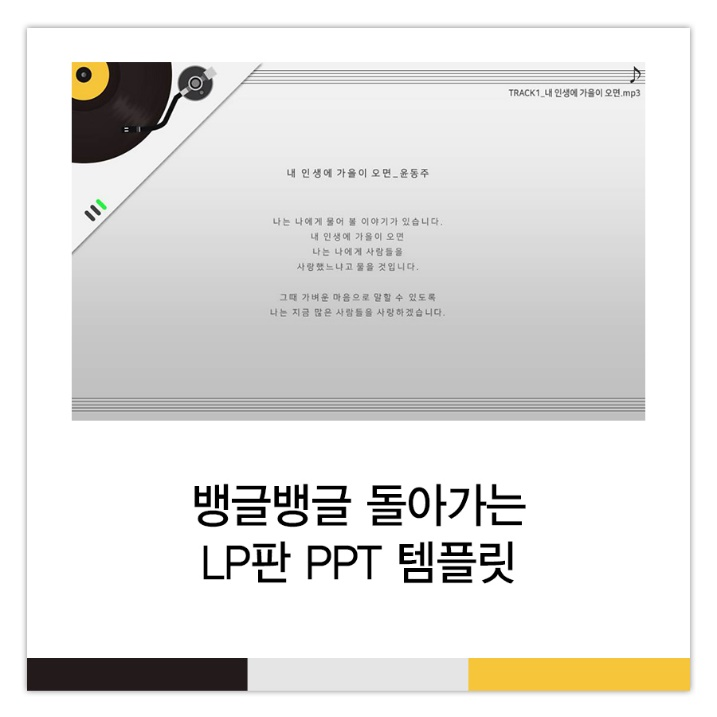 TRACK1_내 인생에 가을이 오면.mp3
내 인생에 가을이 오면_윤동주
나는 나에게 물어 볼 이야기가 있습니다.
내 인생에 가을이 오면
나는 나에게 사람들을
사랑했느냐고 물을 것입니다.
그때 가벼운 마음으로 말할 수 있도록
나는 지금 많은 사람들을 사랑하겠습니다.
뱅글뱅글 돌아가는
LP판 PPT 템플릿